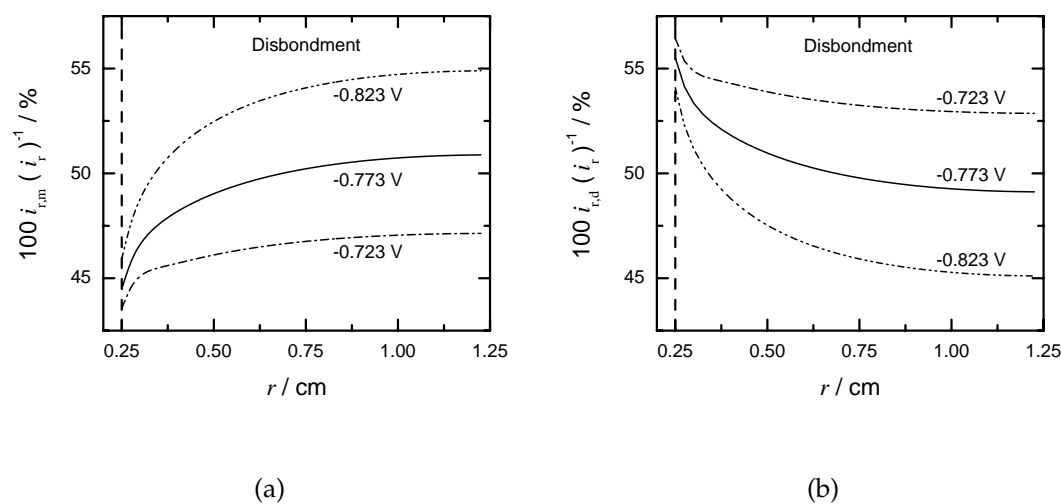 Disbondment
55
50
45
-0.823 V
-0.773 V
-0.723 V
100 i_{r,m} (i_r)^{-1} / %
0.25 0.50 0.75 1.00 1.25
r / cm
(a)
Disbondment
55
50
45
-0.723 V
-0.773 V
-0.823 V
100 i_{r,d} (i_r)^{-1} / %
0.25 0.50 0.75 1.00 1.25
r / cm
(b)